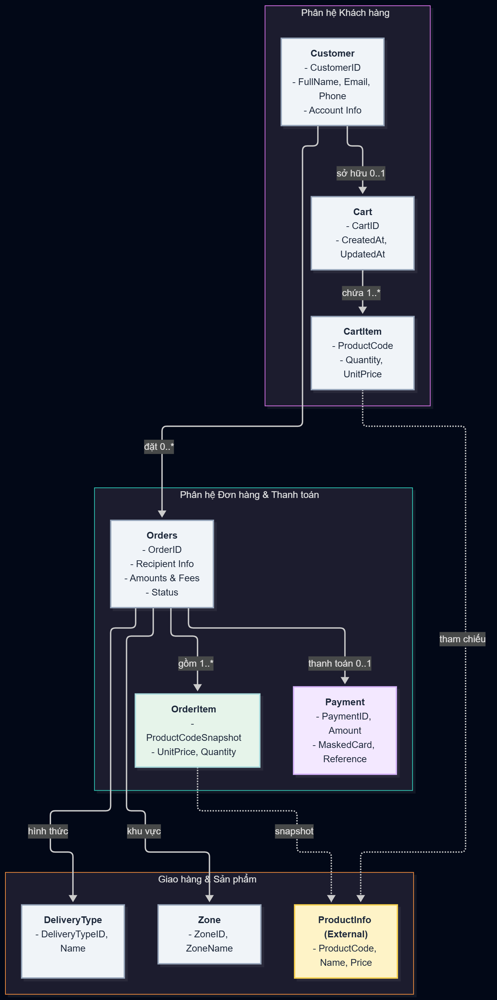 Phân hệ Khách hàng
Customer
- CustomerID
- FullName, Email,
Phone
- Account Info
sở hữu 0..1
Cart
- CartID
- CreatedAt,
UpdatedAt
chứa 1..*
CartItem
- ProductCode
- Quantity,
UnitPrice
đặt 0..*
Phân hệ Đơn hàng & Thanh toán
Orders
- OrderID
- Recipient Info
- Amounts & Fees
- Status
tham chiếu
gồm 1..*
thanh toán 0..1
OrderItem
-
ProductCodeSnapshot
- UnitPrice, Quantity
Payment
- PaymentID,
Amount
- MaskedCard,
Reference
hình thức
khu vực
snapshot
Giao hàng & Sản phẩm
DeliveryType
- DeliveryTypeID,
Name
Zone
- ZoneID,
ZoneName
ProductInfo
(External)
- ProductCode,
Name, Price